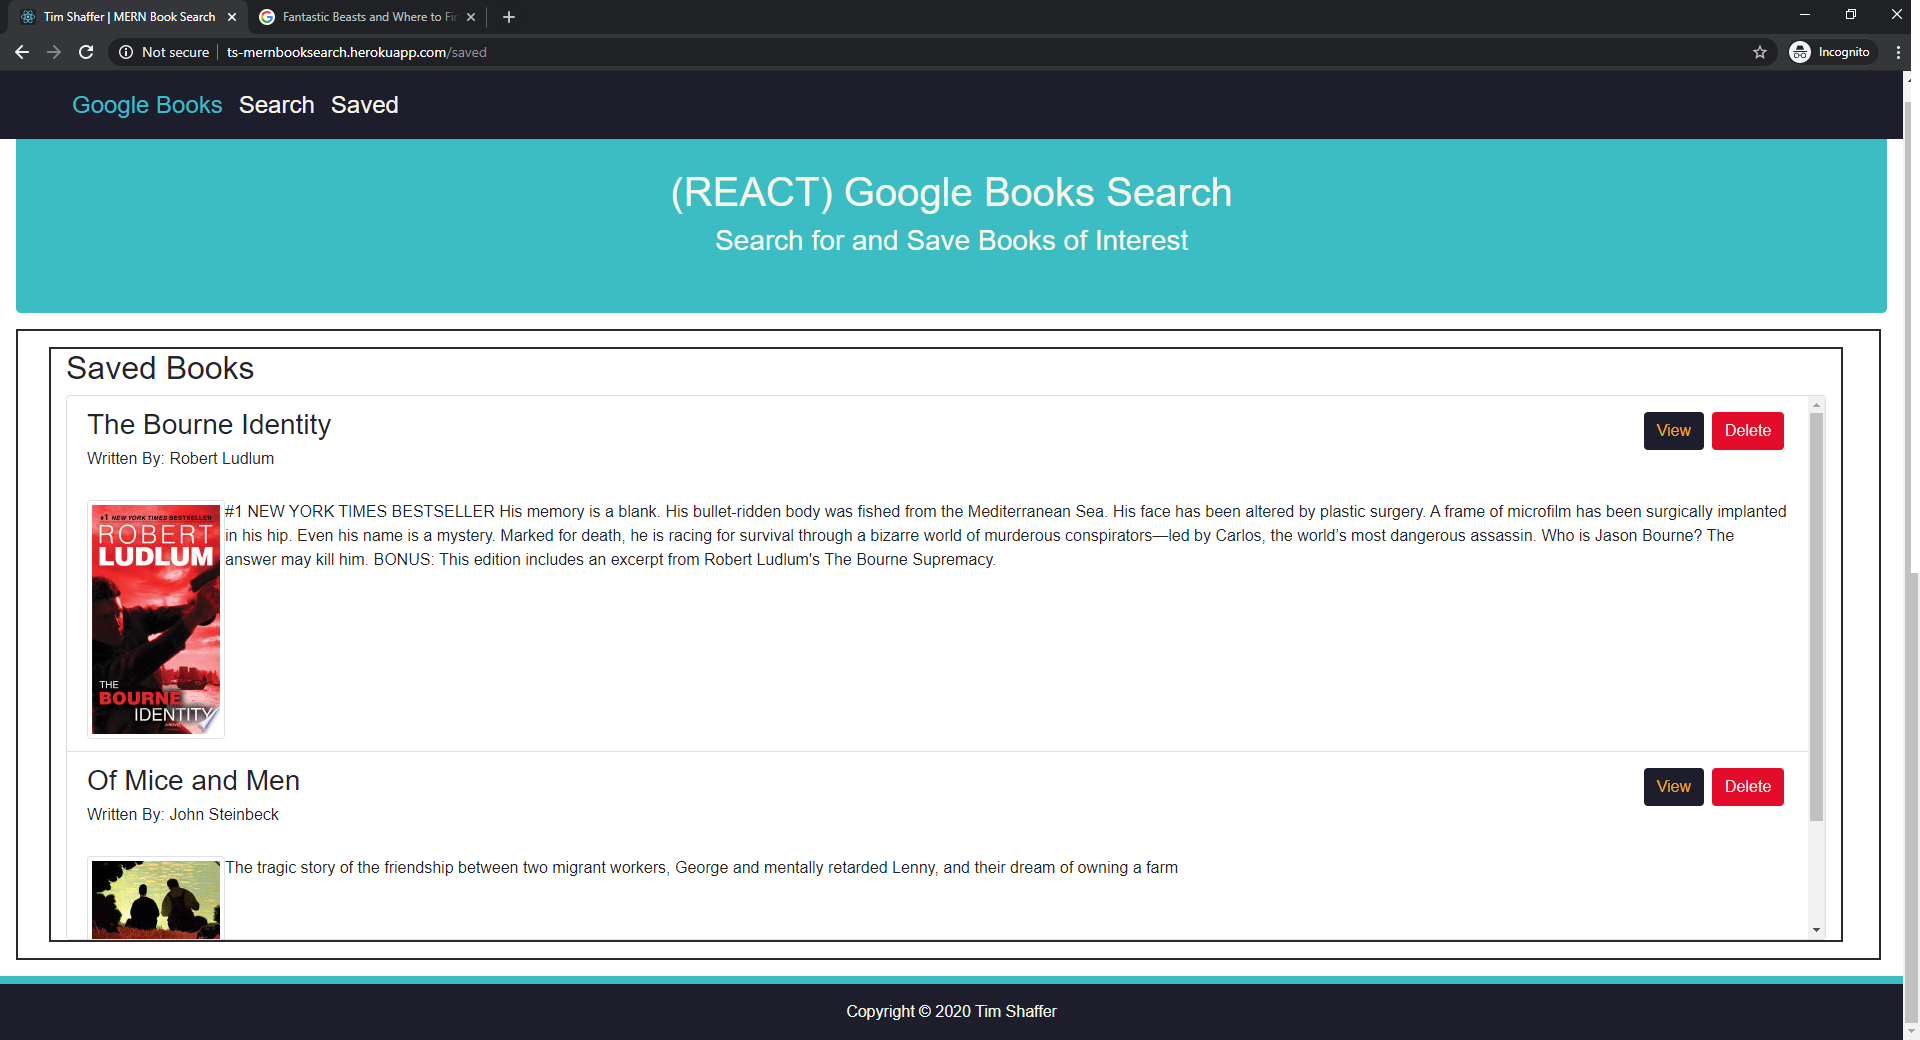 Tim Shaffer | MERN Book Search
Fantastic Beasts and Where to Fi
Not secure
ts-mernbooksearch.herokuapp.com/saved
Incognito
Google Books Search Saved
(REACT) Google Books Search
Search for and Save Books of Interest
Saved Books
The Bourne Identity
View Delete
Written By: Robert Ludlum
#1 NEW YORK TIMES BESTSELLER
ROBERT
LUDLUM
THE
BOURNE
IDENTITY
A NOVEL
#1 NEW YORK TIMES BESTSELLER His memory is a blank. His bullet-ridden body was fished from the Mediterranean Sea. His face has been altered by plastic surgery. A frame of microfilm has been surgically implanted
in his hip. Even his name is a mystery. Marked for death, he is racing for survival through a bizarre world of murderous conspirators—led by Carlos, the world’s most dangerous assassin. Who is Jason Bourne? The
answer may kill him. BONUS: This edition includes an excerpt from Robert Ludlum's The Bourne Supremacy.
Of Mice and Men
View Delete
Written By: John Steinbeck
The tragic story of the friendship between two migrant workers, George and mentally retarded Lenny, and their dream of owning a farm
Copyright © 2020 Tim Shaffer